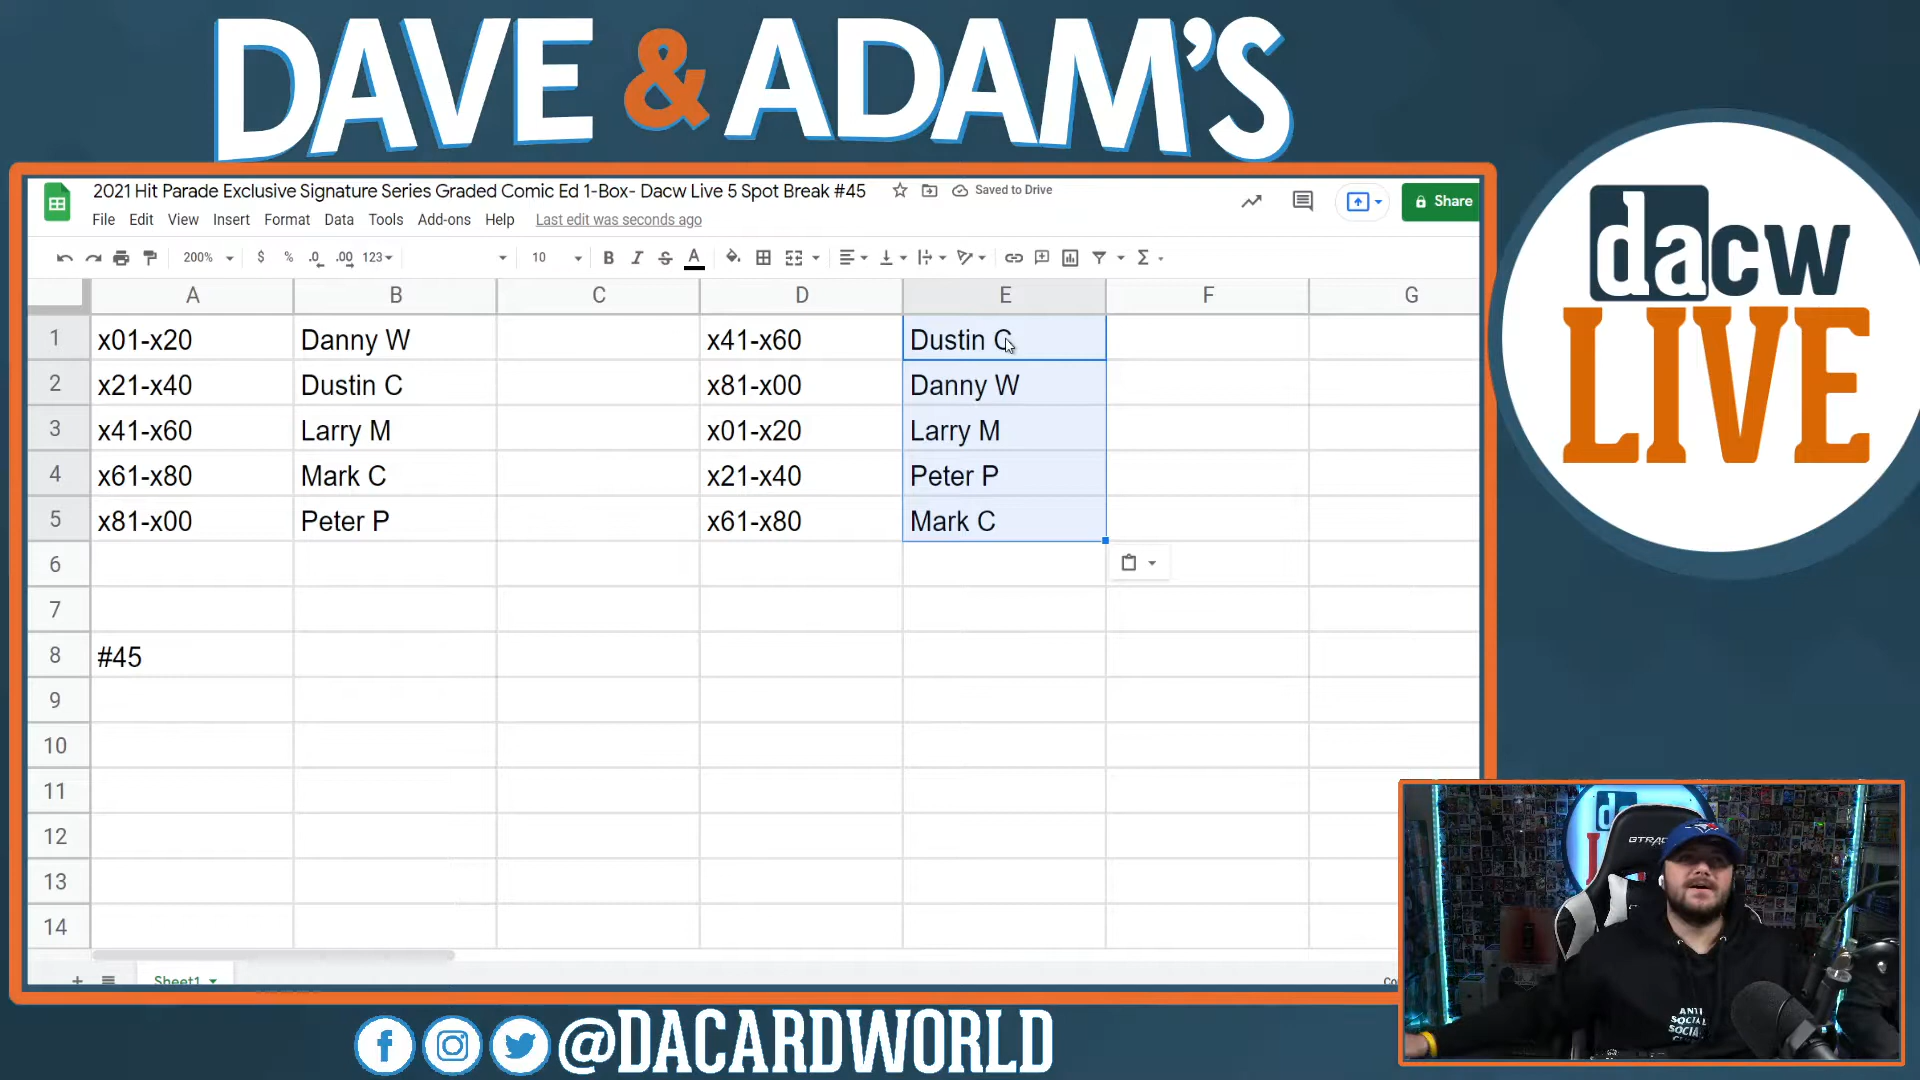 DAVE & ADAM'S
2021 Hit Parade Exclusive Signature Series Graded Comic Ed 1-Box- Dacw Live 5 Spot Break #45
Saved to Drive
Share
File Edit View Insert Format Data Tools Add-ons Help Last edit was seconds ago
200% $ % .0 .00 123 10 B I S A Σ
A B C D E F G
1 x01-x20 Danny W x41-x60 Dustin C
2 x21-x40 Dustin C x81-x00 Danny W
3 x41-x60 Larry M x01-x20 Larry M
4 x61-x80 Mark C x21-x40 Peter P
5 x81-x00 Peter P x61-x80 Mark C
6
7
8 #45
9
10
11
12
13
14
Sheet1
dacw
LIVE
ANTI
SOCIAL
SOCIAL
@DACARDWORLD